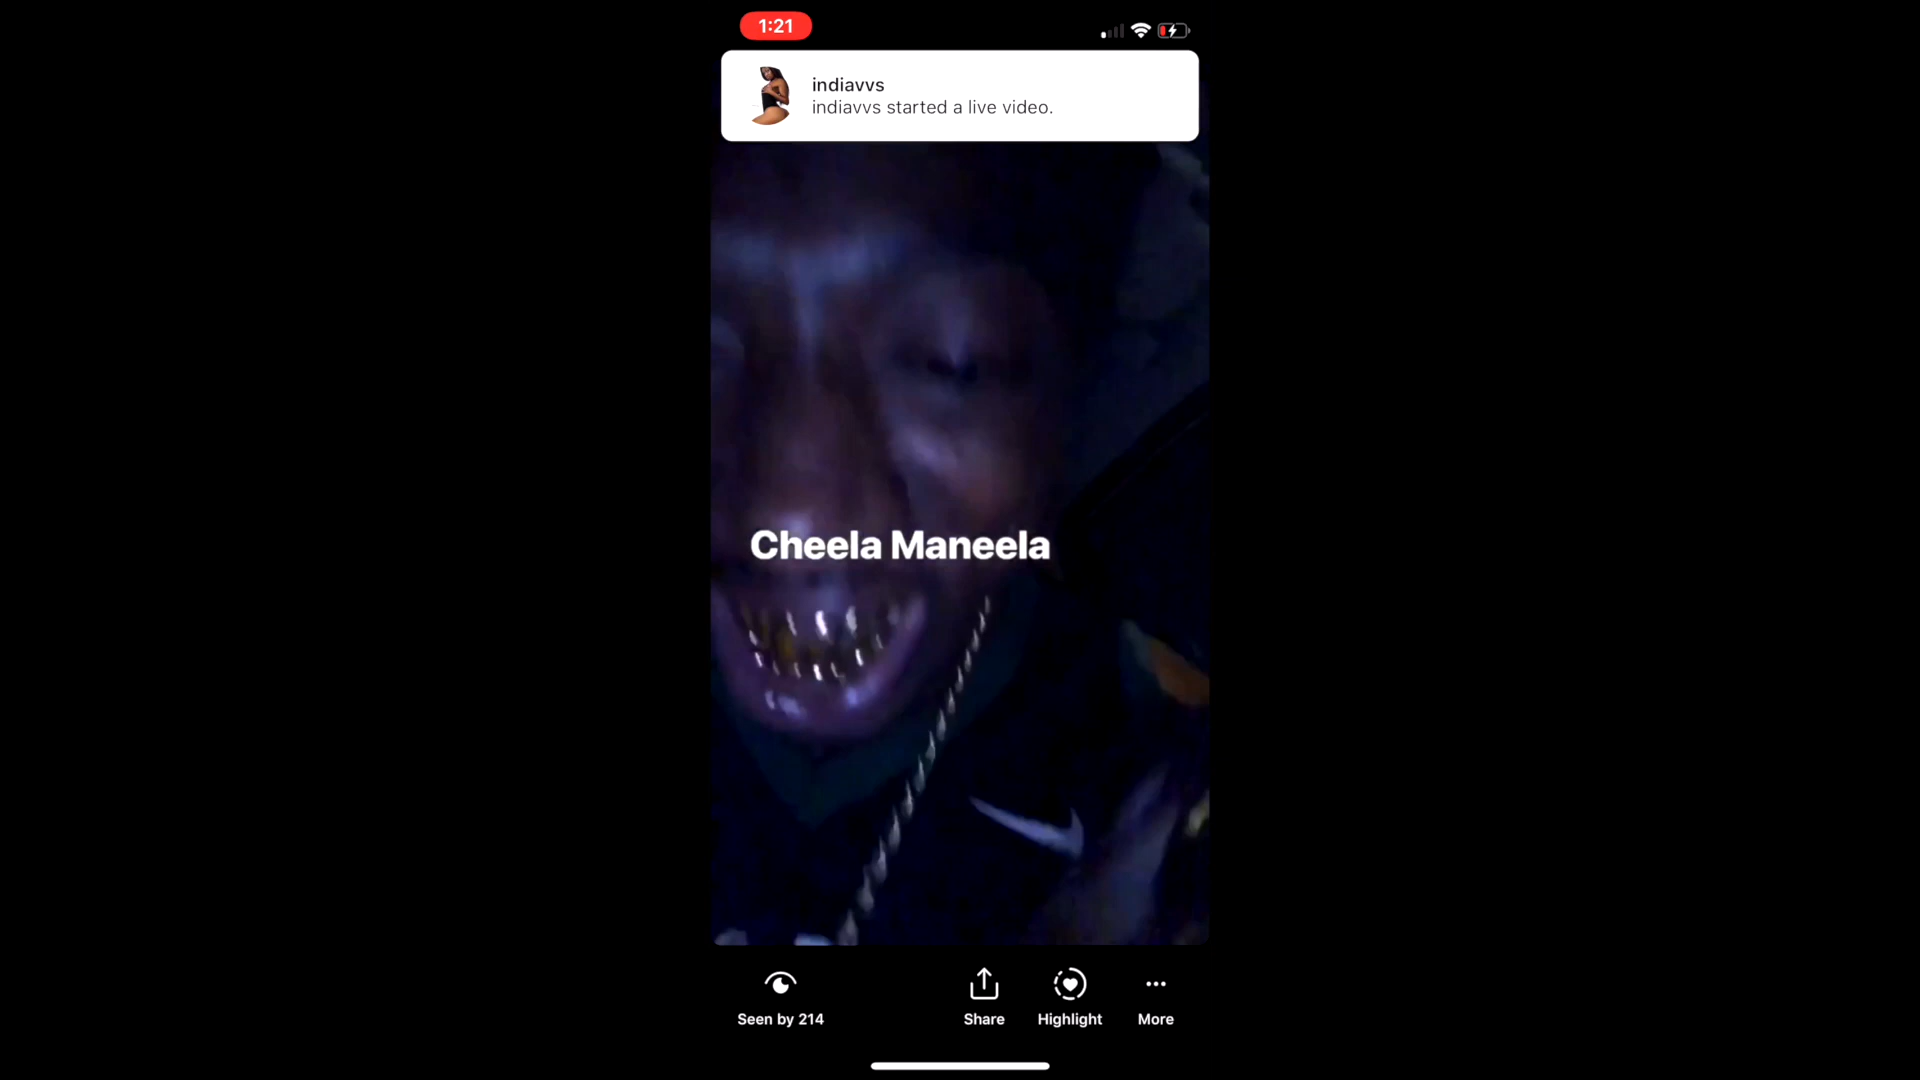 1:21
indiavvs
indiavvs started a live video.
Cheela Maneela
Seen by 214
Share
Highlight
More